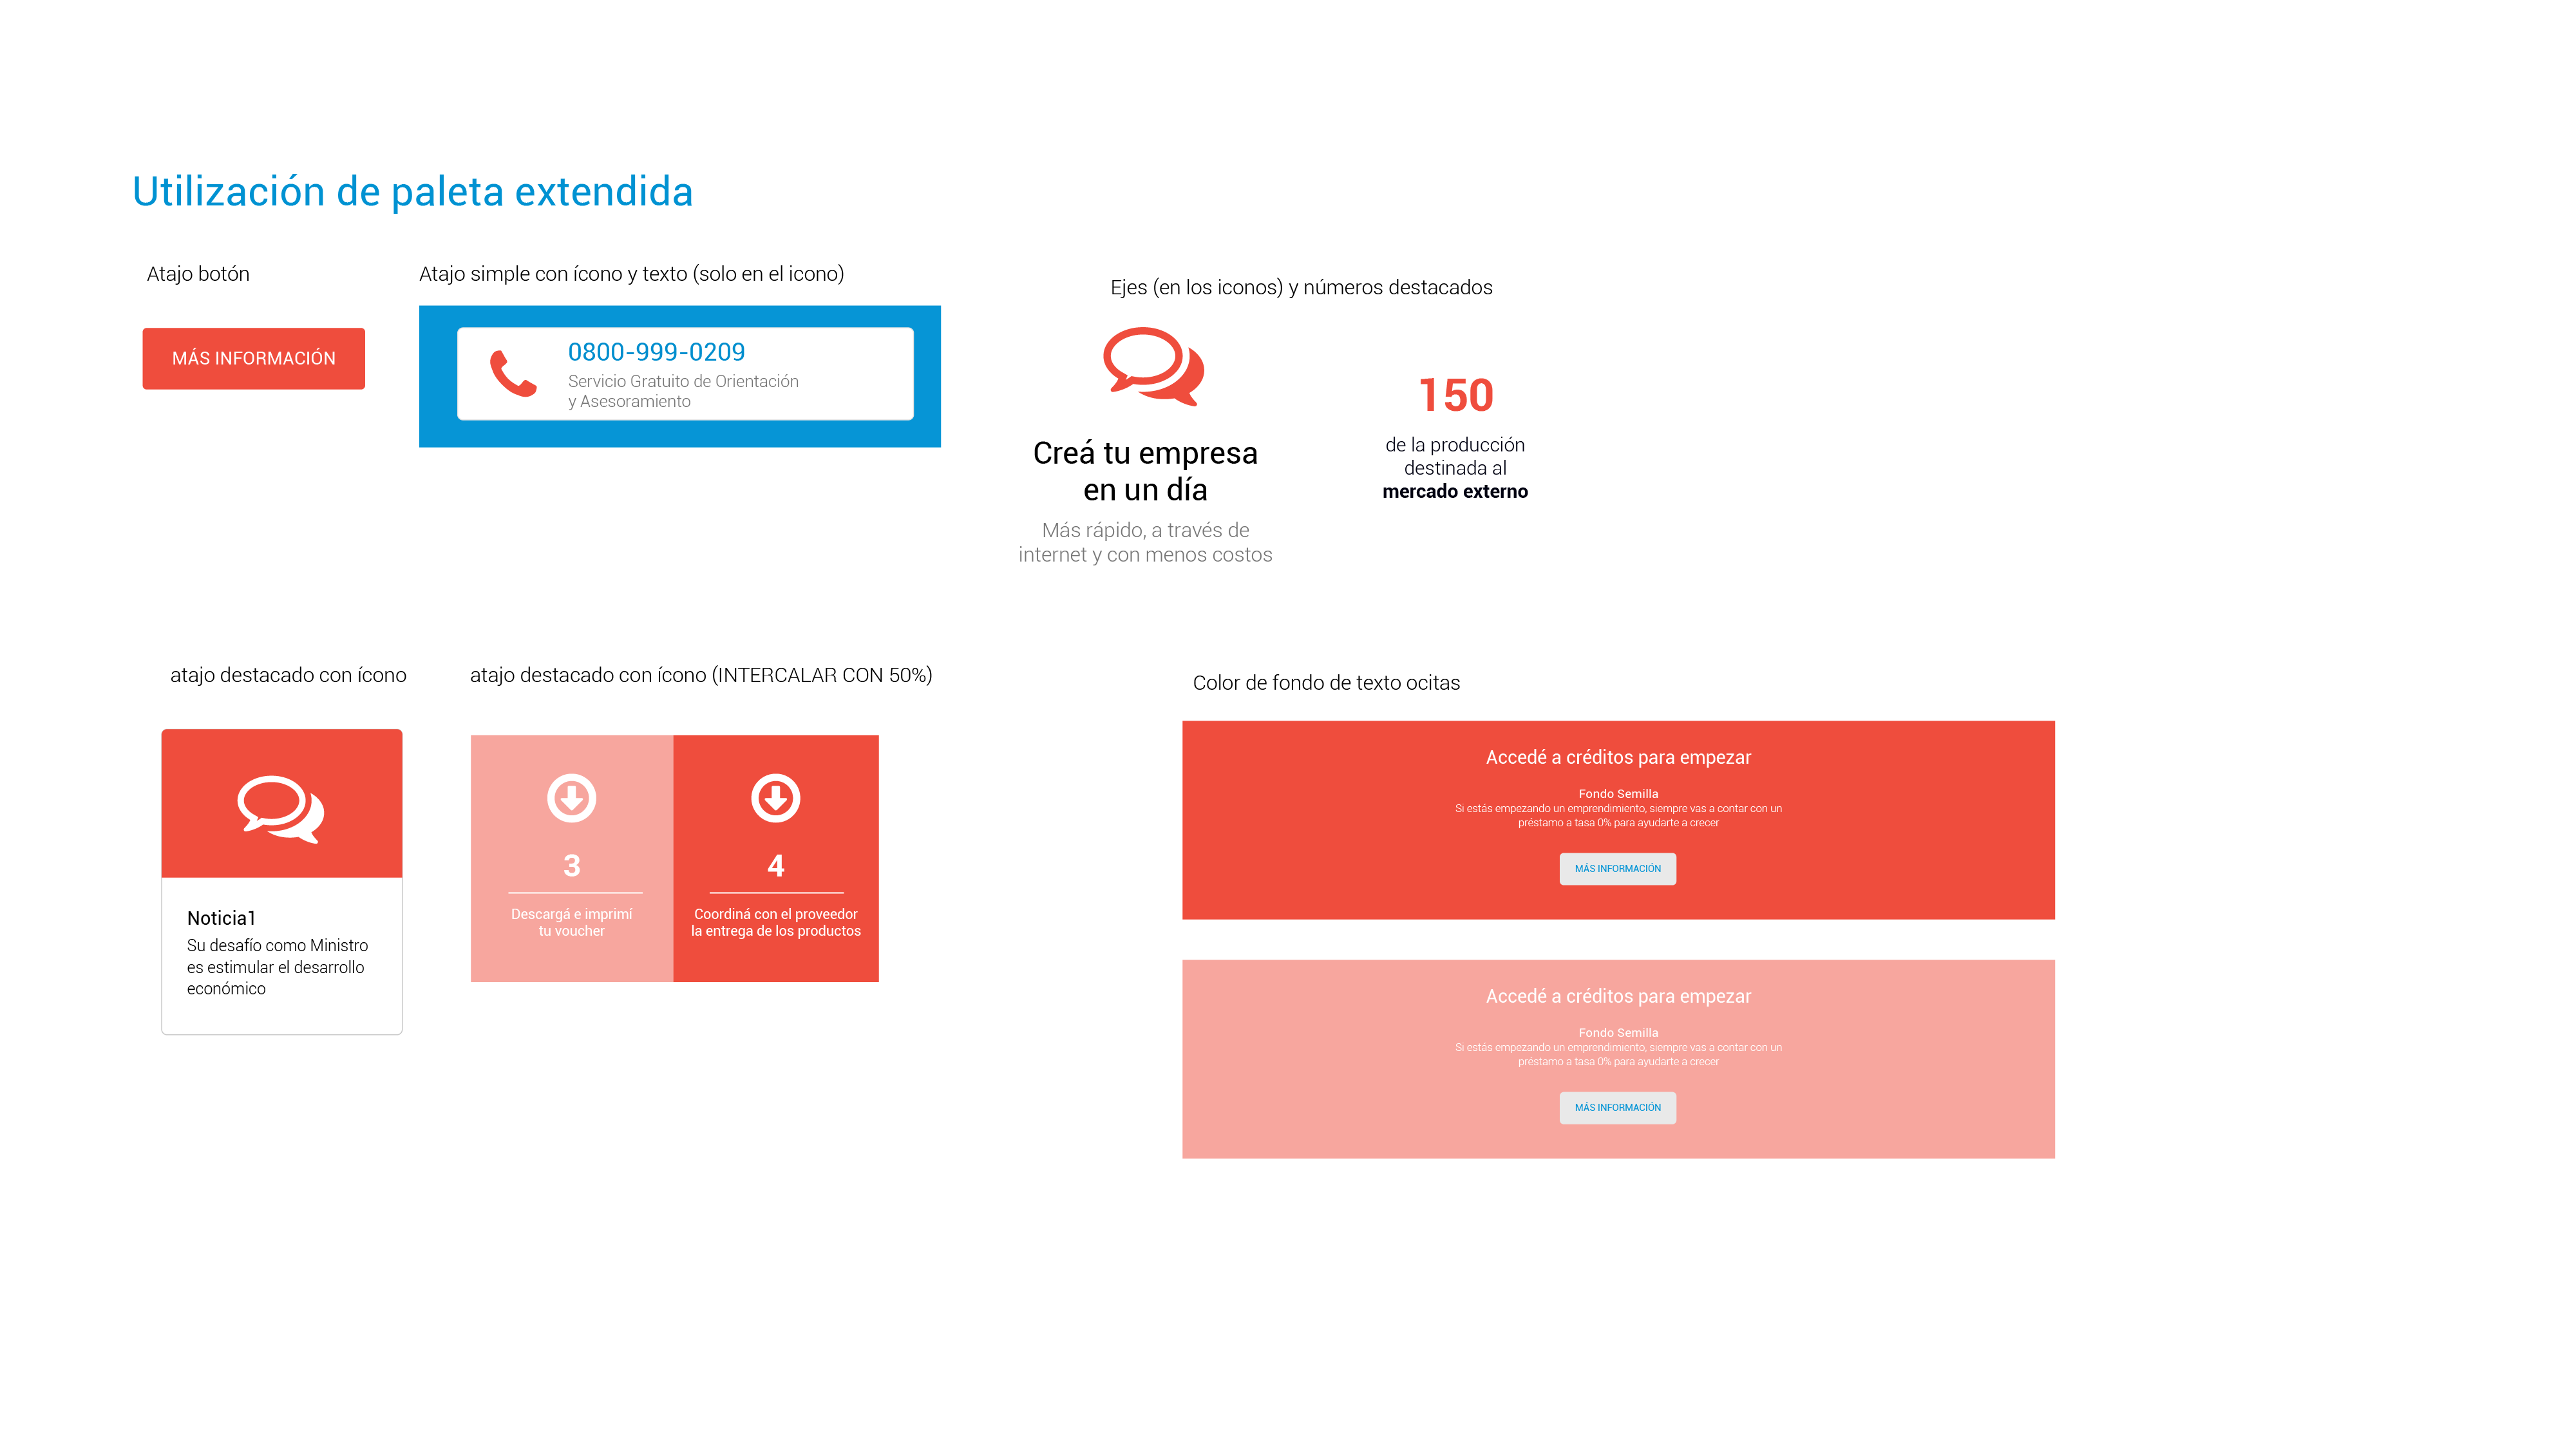 Utilización de paleta extendida
Atajo botón
MÁS INFORMACIÓN
Atajo simple con ícono y texto (solo en el icono)
0800-999-0209
Servicio Gratuito de Orientación
y Asesoramiento
Ejes (en los iconos) y números destacados
Creá tu empresa
en un día
Más rápido, a través de
internet y con menos costos
150
de la producción
destinada al
mercado externo
atajo destacado con ícono
Noticia1
Su desafío como Ministro
es estimular el desarrollo
económico
atajo destacado con ícono (INTERCALAR CON 50%)
3
Descargá e imprimí
tu voucher
4
Coordiná con el proveedor
la entrega de los productos
Color de fondo de texto ocitas
Accedé a créditos para empezar
Fondo Semilla
Si estás empezando un emprendimiento, siempre vas a contar con un
préstamo a tasa 0% para ayudarte a crecer
MÁS INFORMACIÓN
Accedé a créditos para empezar
Fondo Semilla
Si estás empezando un emprendimiento, siempre vas a contar con un
préstamo a tasa 0% para ayudarte a crecer
MÁS INFORMACIÓN